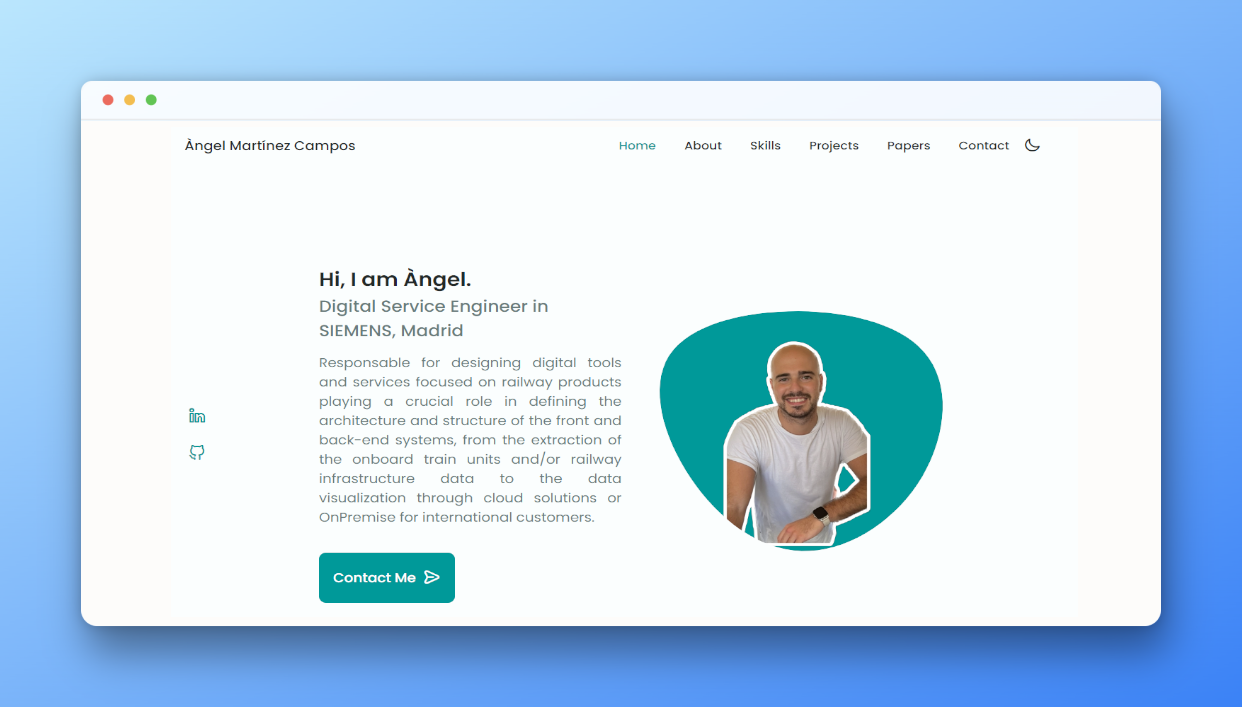 Àngel Martínez Campos
Home About Skills Projects Papers Contact
Hi, I am Àngel.
Digital Service Engineer in
SIEMENS, Madrid
Responsable for designing digital tools
and services focused on railway products
playing a crucial role in defining the
architecture and structure of the front and
back-end systems, from the extraction of
the onboard train units and/or railway
infrastructure data to the data
visualization through cloud solutions or
OnPremise for international customers.
in
Contact Me